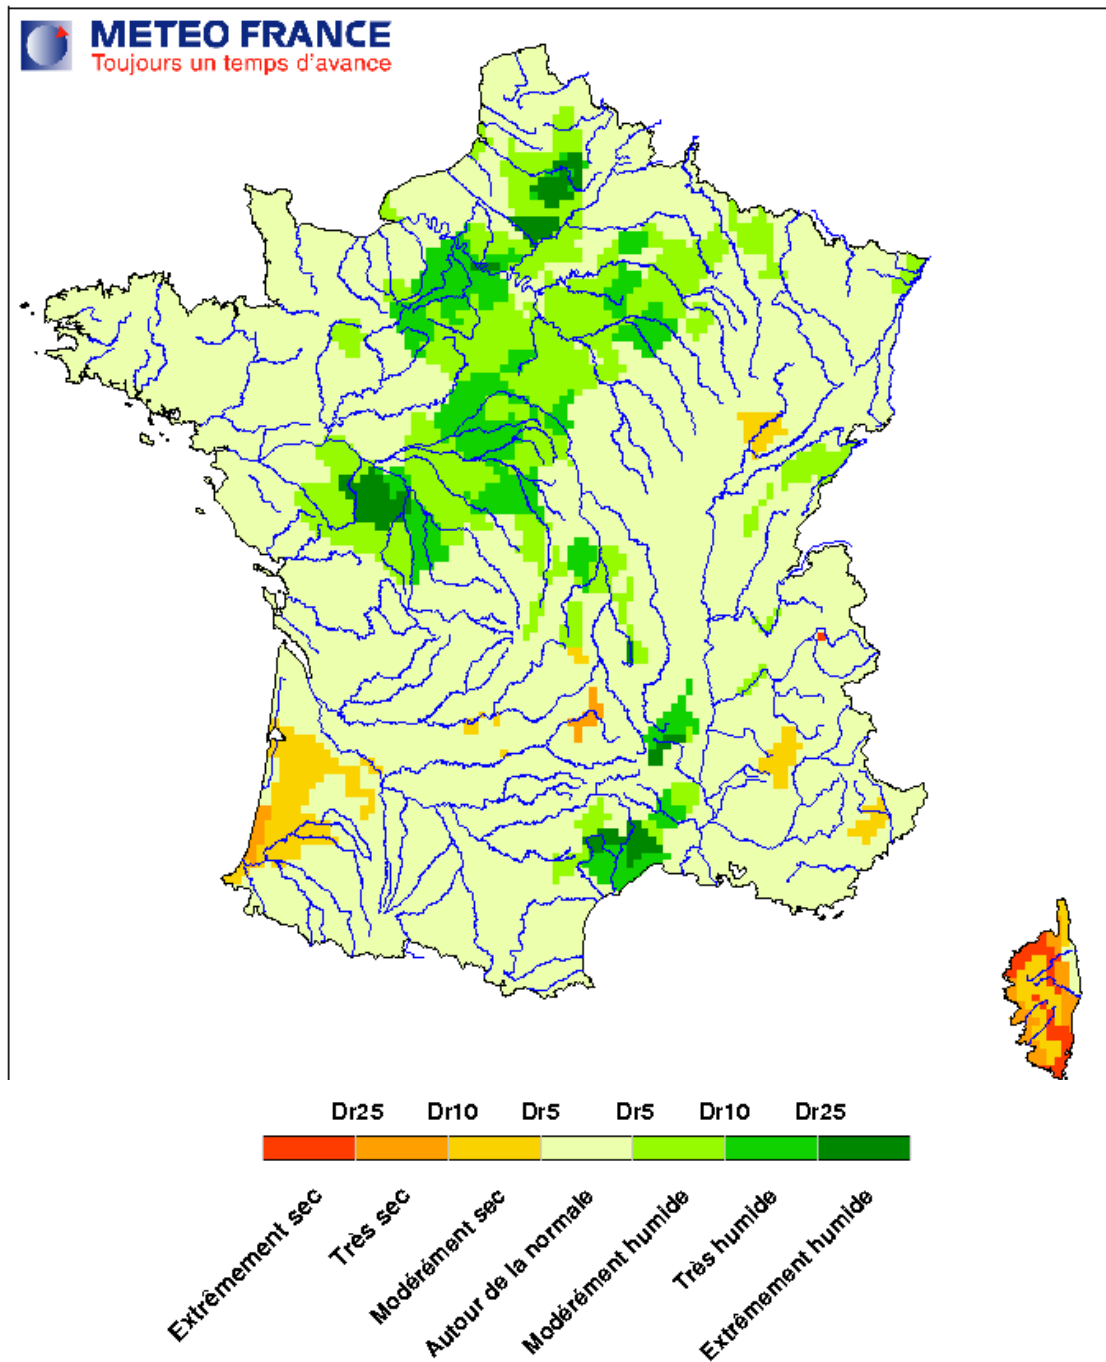 METEO FRANCE
Toujours un temps d'avance
Dr25 Dr10 Dr5 Dr5 Dr10 Dr25
Extrêmement sec
Très sec
Modérément sec
Autour de la normale
Modérément humide
Très humide
Extrêmement humide